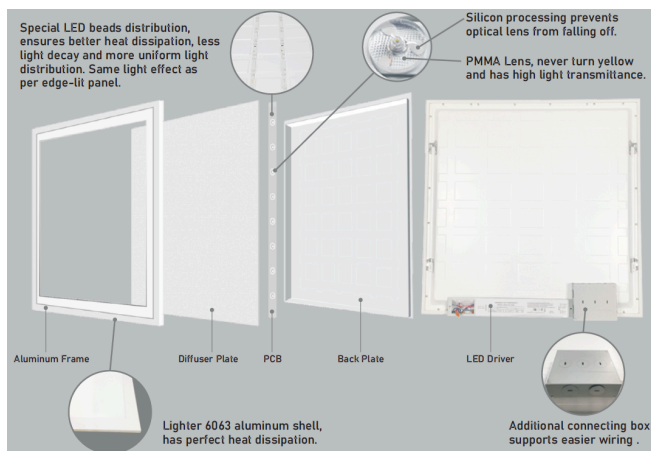 Special LED beads distribution,
ensures better heat dissipation, less
light decay and more uniform light
distribution. Same light effect as
per edge-lit panel.
Silicon processing prevents
optical lens from falling off.
PMMA Lens, never turn yellow
and has high light transmittance.
Aluminum Frame
Diffuser Plate
PCB
Back Plate
LED Driver
Lighter 6063 aluminum shell,
has perfect heat dissipation.
Additional connecting box
supports easier wiring .